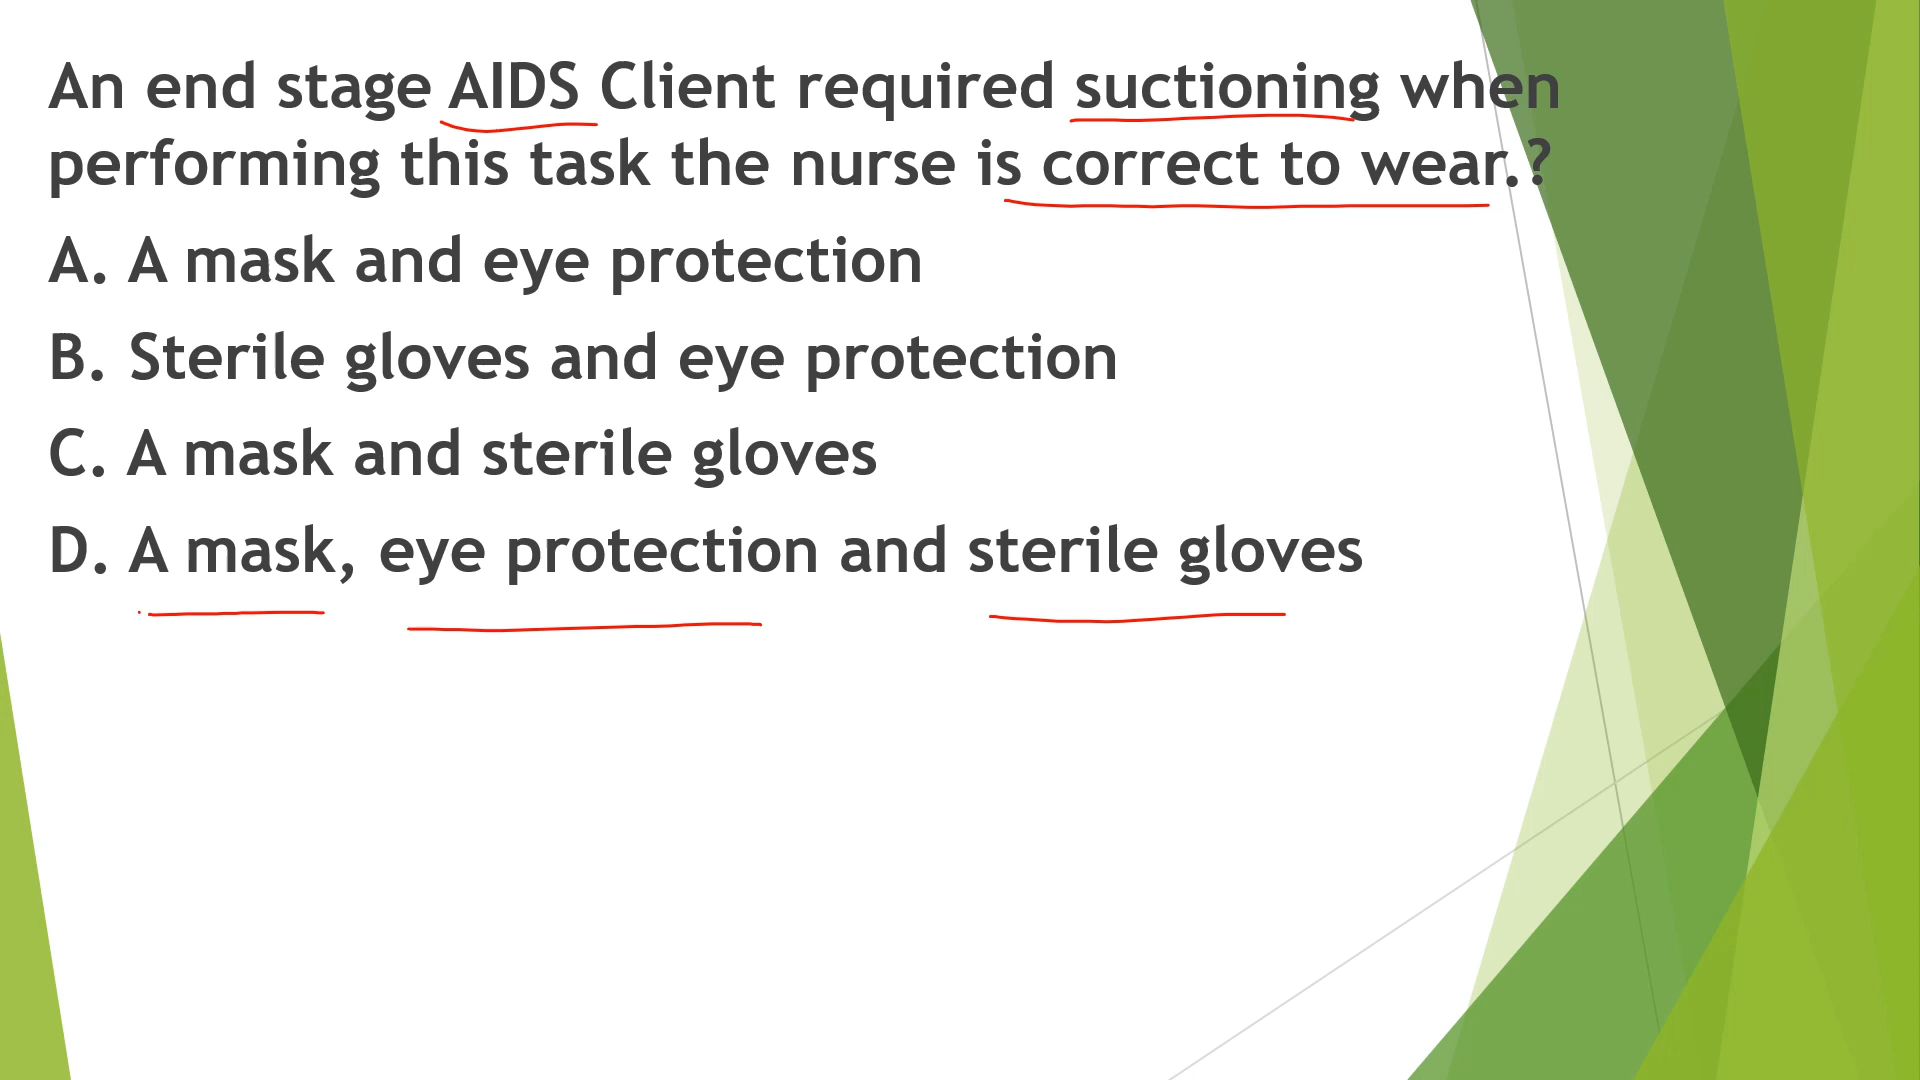 An end stage AIDS Client required suctioning when
performing this task the nurse is correct to wear.?
A. A mask and eye protection
B. Sterile gloves and eye protection
C. A mask and sterile gloves
D. A mask, eye protection and sterile gloves